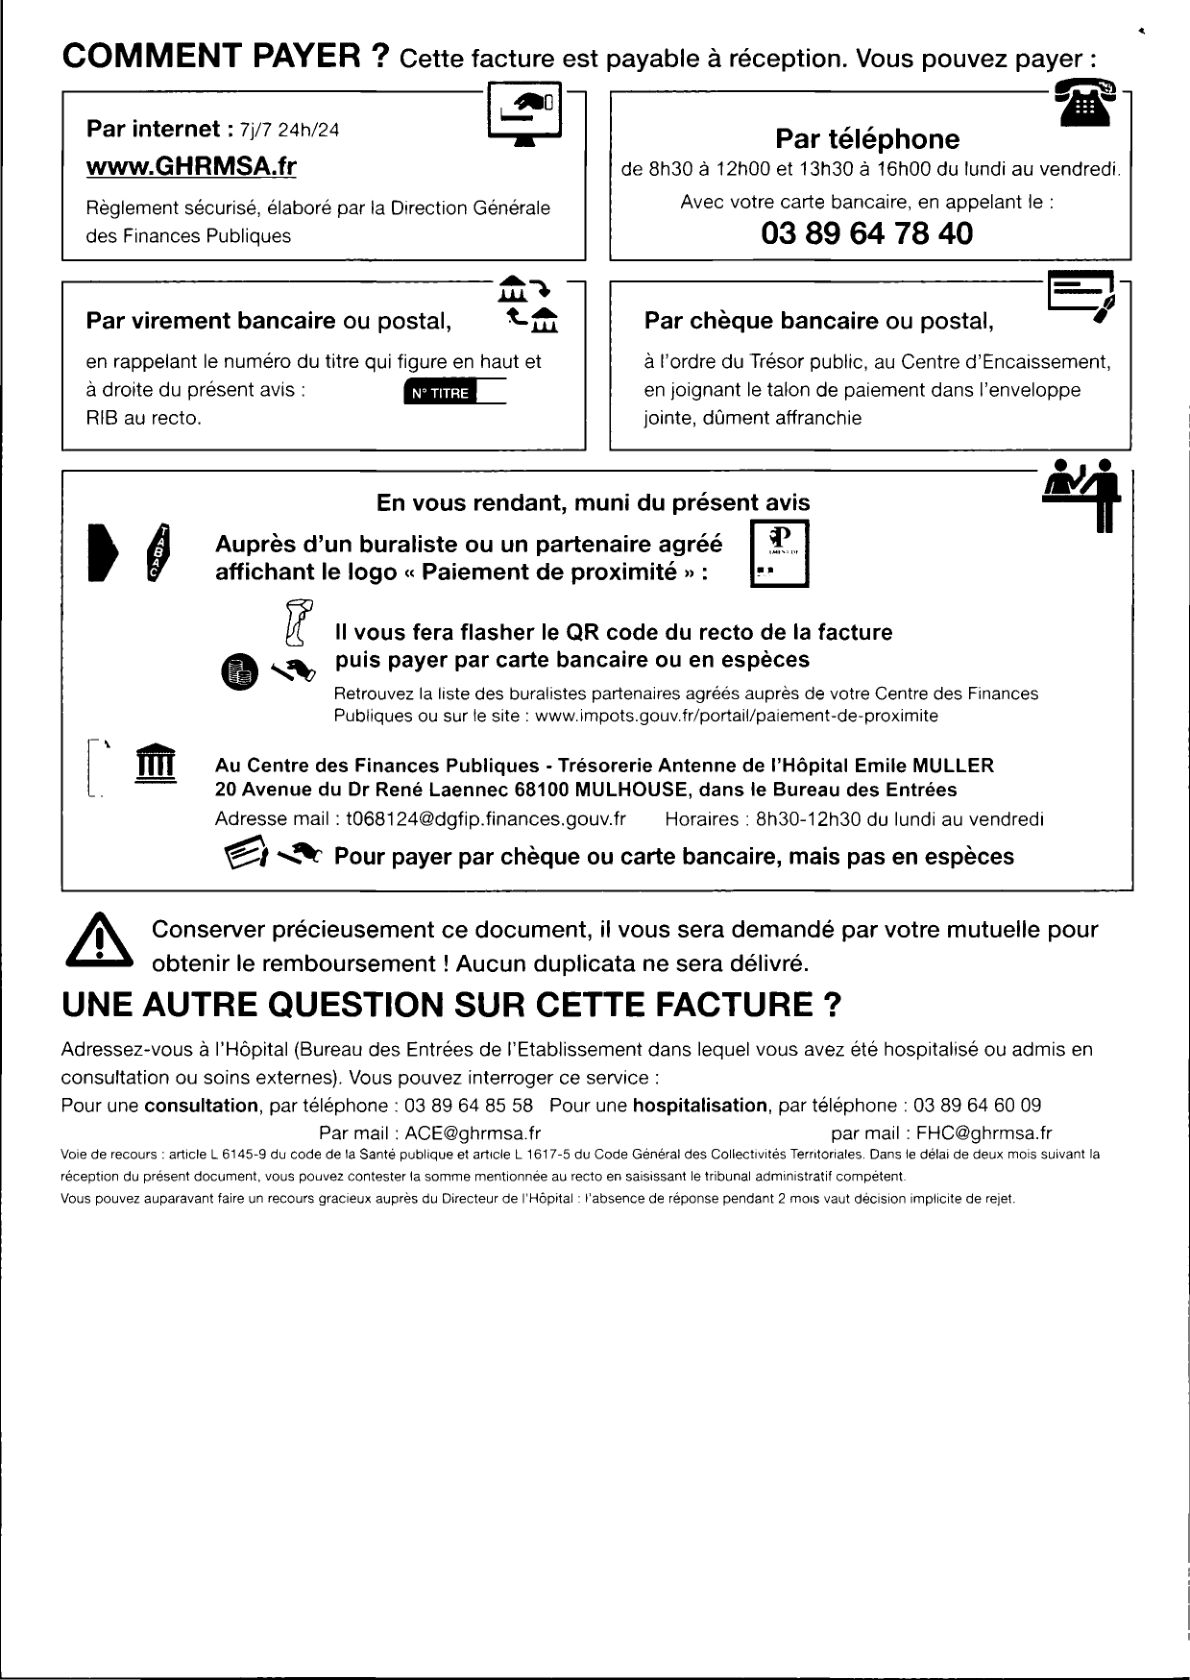 COMMENT PAYER ? Cette facture est payable à réception. Vous pouvez payer :
Par internet : 7j/7 24h/24
www.GHRMSA.fr
Règlement sécurisé, élaboré par la Direction Générale
des Finances Publiques
Par téléphone
de 8h30 à 12h00 et 13h30 à 16h00 du lundi au vendredi.
Avec votre carte bancaire, en appelant le :
03 89 64 78 40
Par virement bancaire ou postal,
en rappelant le numéro du titre qui figure en haut et
à droite du présent avis : N° TITRE
RIB au recto.
Par chèque bancaire ou postal,
à l'ordre du Trésor public, au Centre d'Encaissement,
en joignant le talon de paiement dans l'enveloppe
jointe, dûment affranchie
En vous rendant, muni du présent avis
TABAC
Auprès d'un buraliste ou un partenaire agréé
affichant le logo « Paiement de proximité » :
Il vous fera flasher le QR code du recto de la facture
puis payer par carte bancaire ou en espèces
Retrouvez la liste des buralistes partenaires agréés auprès de votre Centre des Finances
Publiques ou sur le site : www.impots.gouv.fr/portail/paiement-de-proximite
Au Centre des Finances Publiques - Trésorerie Antenne de l'Hôpital Emile MULLER
20 Avenue du Dr René Laennec 68100 MULHOUSE, dans le Bureau des Entrées
Adresse mail : t068124@dgfip.finances.gouv.fr Horaires : 8h30-12h30 du lundi au vendredi
Pour payer par chèque ou carte bancaire, mais pas en espèces
Conserver précieusement ce document, il vous sera demandé par votre mutuelle pour
obtenir le remboursement ! Aucun duplicata ne sera délivré.
UNE AUTRE QUESTION SUR CETTE FACTURE ?
Adressez-vous à l'Hôpital (Bureau des Entrées de l'Etablissement dans lequel vous avez été hospitalisé ou admis en
consultation ou soins externes). Vous pouvez interroger ce service :
Pour une consultation, par téléphone : 03 89 64 85 58 Pour une hospitalisation, par téléphone : 03 89 64 60 09
Par mail : ACE@ghrmsa.fr par mail : FHC@ghrmsa.fr
Voie de recours : article L 6145-9 du code de la Santé publique et article L 1617-5 du Code Général des Collectivités Territoriales. Dans le délai de deux mois suivant la
réception du présent document, vous pouvez contester la somme mentionnée au recto en saisissant le tribunal administratif compétent.
Vous pouvez auparavant faire un recours gracieux auprès du Directeur de l'Hôpital : l'absence de réponse pendant 2 mois vaut décision implicite de rejet.